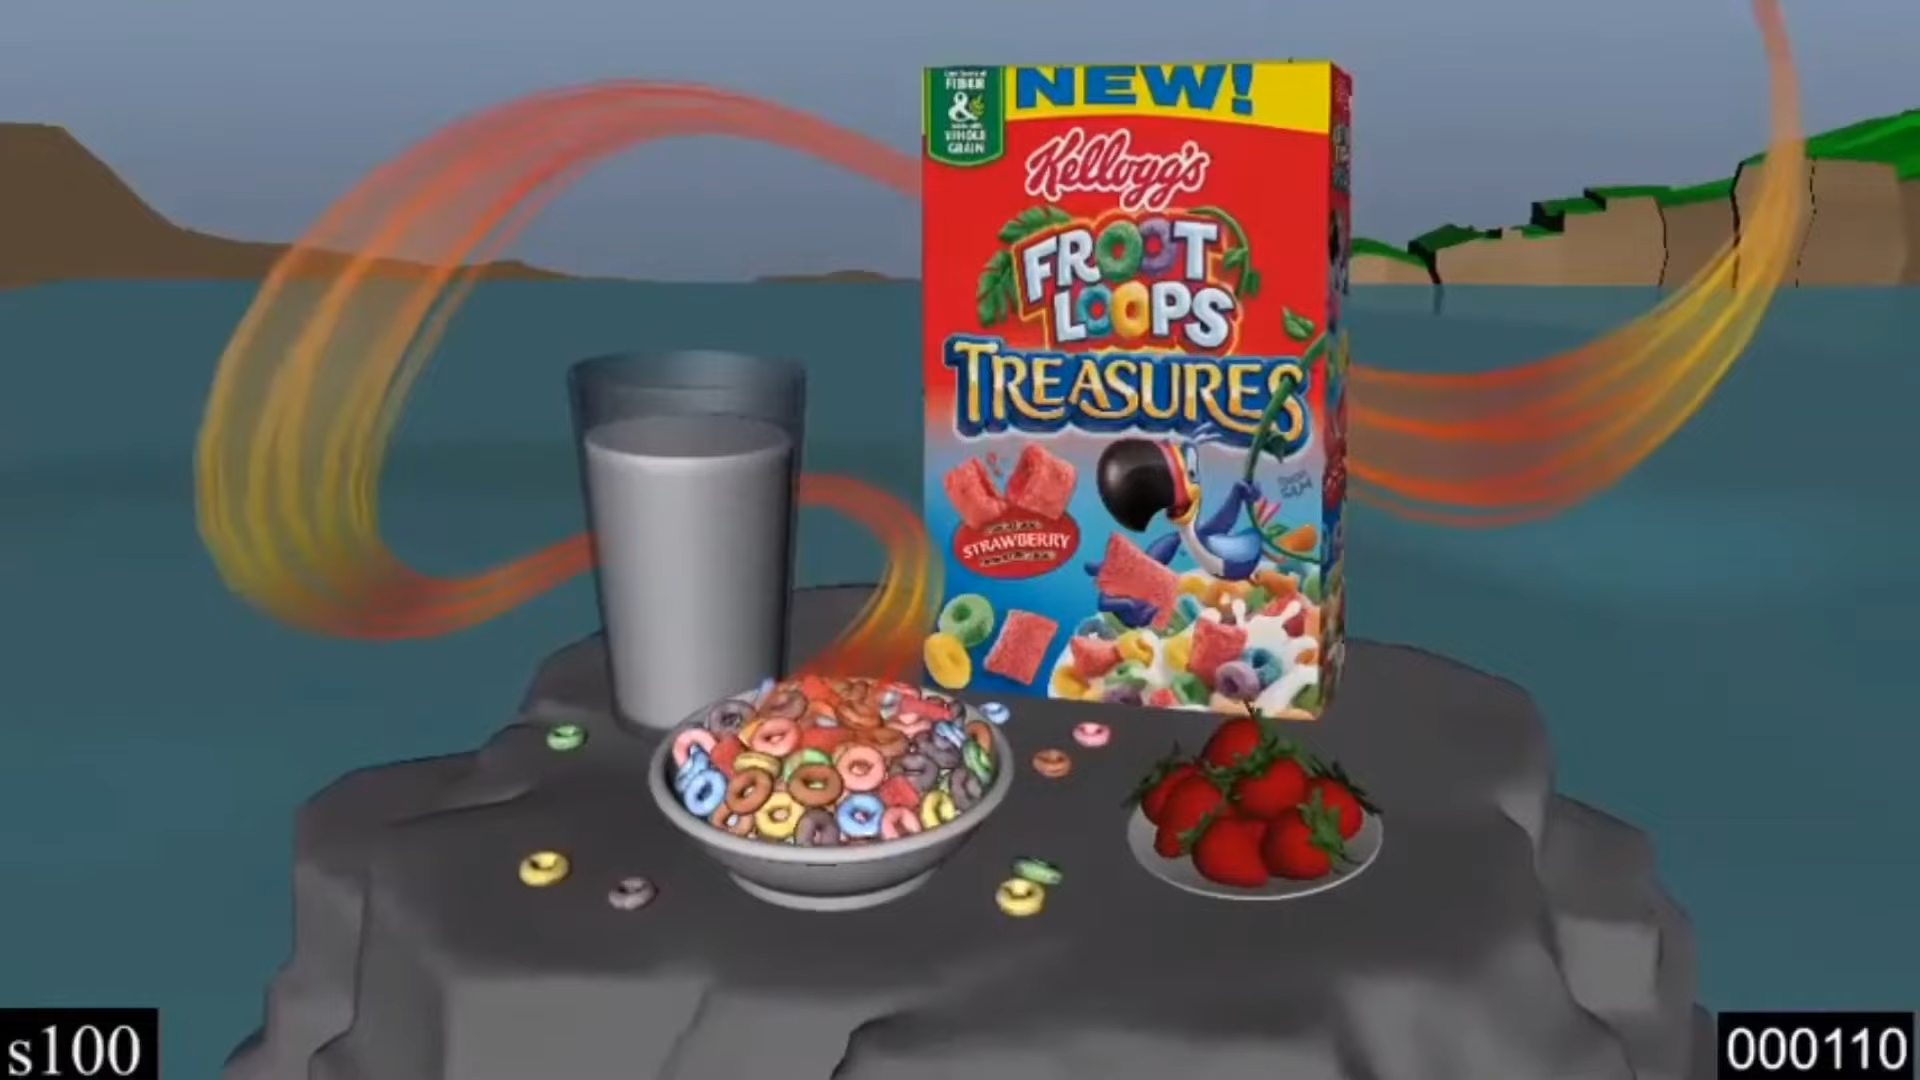 NEW!
FIBER
&
WHOLE
GRAIN
Kellogg's
FROOT
LOOPS
TREASURES
STRAWBERRY
s100
000110